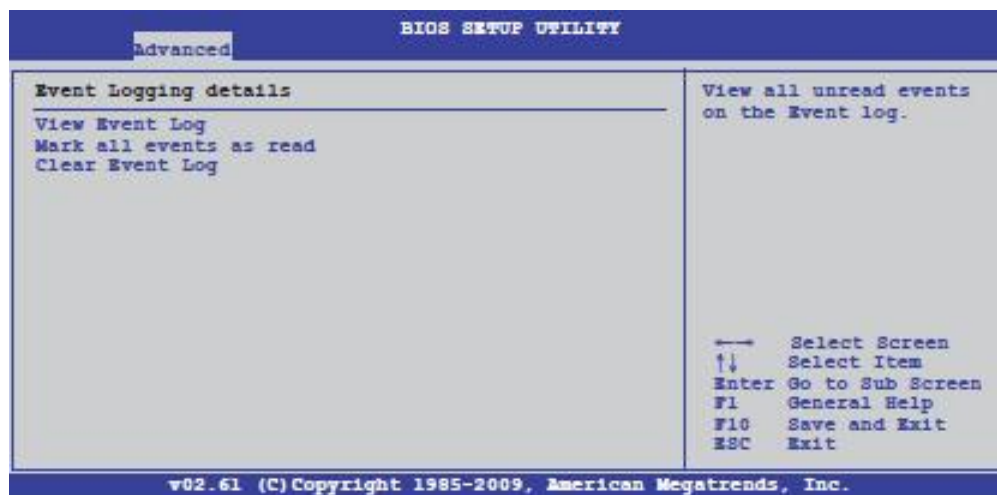 BIOS SETUP UTILITY
Advanced
Event Logging details
View Event Log
Mark all events as read
Clear Event Log
View all unread events
on the Event log.
←→ Select Screen
↑↓ Select Item
Enter Go to Sub Screen
F1 General Help
F10 Save and Exit
ESC Exit
v02.61 (C)Copyright 1985-2009, American Megatrends, Inc.